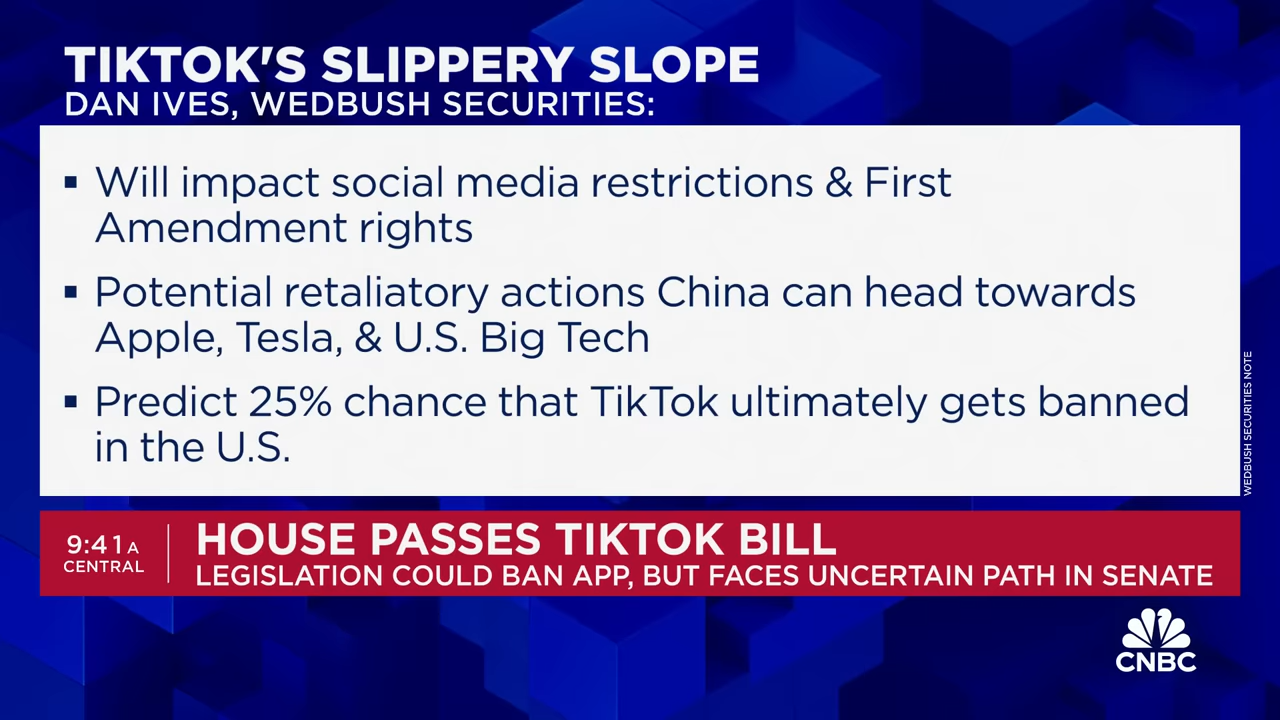 TIKTOK'S SLIPPERY SLOPE
DAN IVES, WEDBUSH SECURITIES:
▪ Will impact social media restrictions & First
Amendment rights
▪ Potential retaliatory actions China can head towards
Apple, Tesla, & U.S. Big Tech
▪ Predict 25% chance that TikTok ultimately gets banned
in the U.S.
WEDBUSH SECURITIES NOTE
9:41A
CENTRAL
HOUSE PASSES TIKTOK BILL
LEGISLATION COULD BAN APP, BUT FACES UNCERTAIN PATH IN SENATE
CNBC